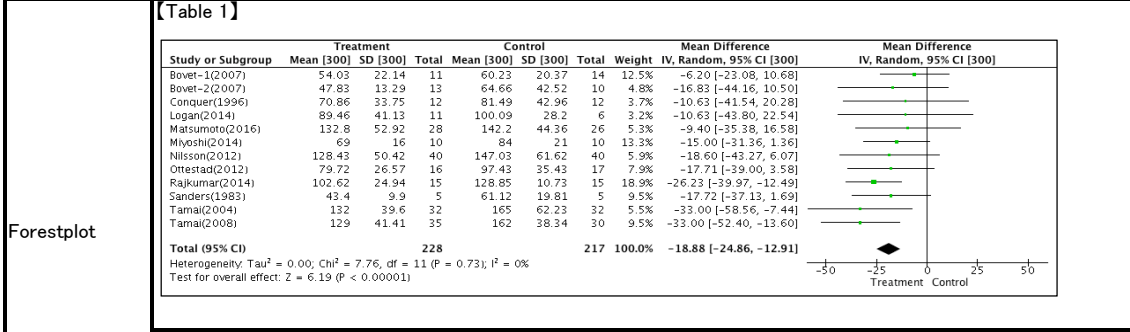 【Table 1】
Treatment Control Mean Difference Mean Difference
Study or Subgroup Mean [300] SD [300] Total Mean [300] SD [300] Total Weight IV, Random, 95% CI [300] IV, Random, 95% CI [300]
Bovet-1(2007) 54.03 22.14 11 60.23 20.37 14 12.5% -6.20 [-23.08, 10.68]
Bovet-2(2007) 47.83 13.29 13 64.66 42.52 10 4.8% -16.83 [-44.16, 10.50]
Conquer(1996) 70.86 33.75 12 81.49 42.96 12 3.7% -10.63 [-41.54, 20.28]
Logan(2014) 89.46 41.13 11 100.09 28.2 6 3.2% -10.63 [-43.80, 22.54]
Matsumoto(2016) 132.8 52.92 28 142.2 44.36 26 5.3% -9.40 [-35.38, 16.58]
Miyoshi(2014) 69 16 10 84 21 10 13.3% -15.00 [-31.36, 1.36]
Nilsson(2012) 128.43 50.42 40 147.03 61.62 40 5.9% -18.60 [-43.27, 6.07]
Ottestad(2012) 79.72 26.57 16 97.43 35.43 17 7.9% -17.71 [-39.00, 3.58]
Rajkumar(2014) 102.62 24.94 15 128.85 10.73 15 18.9% -26.23 [-39.97, -12.49]
Sanders(1983) 43.4 9.9 5 61.12 19.81 5 9.5% -17.72 [-37.13, 1.69]
Tamai(2004) 132 39.6 32 165 62.23 32 5.5% -33.00 [-58.56, -7.44]
Tamai(2008) 129 41.41 35 162 38.34 30 9.5% -33.00 [-52.40, -13.60]
Forestplot
Total (95% CI) 228 217 100.0% -18.88 [-24.86, -12.91]
Heterogeneity: Tau² = 0.00; Chi² = 7.76, df = 11 (P = 0.73); I² = 0%
Test for overall effect: Z = 6.19 (P < 0.00001)
-50 -25 0 25 50
Treatment Control